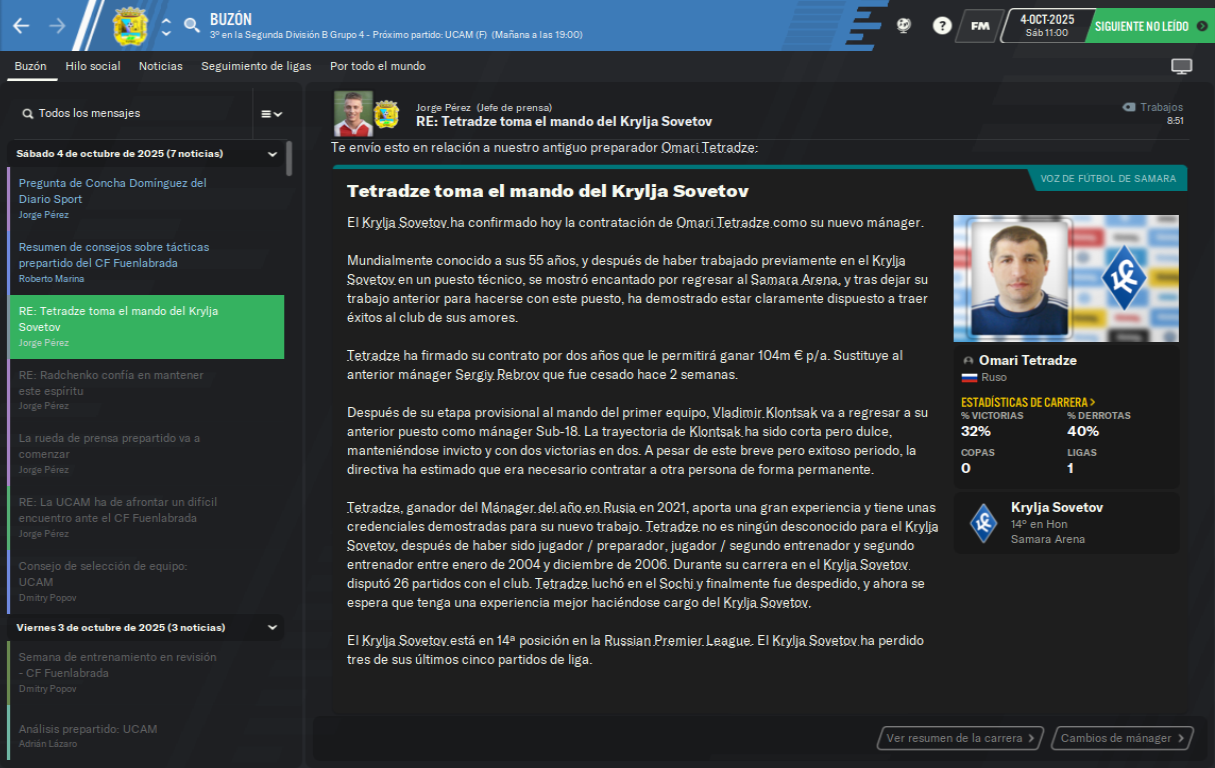 BUZÓN
3º en la Segunda División B Grupo 4 - Próximo partido: UCAM (F) (Mañana a las 19:00)
?
FM
4-OCT-2025
Sáb 11:00
SIGUIENTE NO LEÍDO
Buzón
Hilo social
Noticias
Seguimiento de ligas
Por todo el mundo
Todos los mensajes
Sábado 4 de octubre de 2025 (7 noticias)
Pregunta de Concha Domínguez del
Diario Sport
Jorge Pérez
Resumen de consejos sobre tácticas
prepartido del CF Fuenlabrada
Roberto Marina
RE: Tetradze toma el mando del Krylja
Sovetov
Jorge Pérez
RE: Radchenko confía en mantener
este espíritu
Jorge Pérez
La rueda de prensa prepartido va a
comenzar
Jorge Pérez
RE: La UCAM ha de afrontar un difícil
encuentro ante el CF Fuenlabrada
Jorge Pérez
Consejo de selección de equipo:
UCAM
Dmitry Popov
Viernes 3 de octubre de 2025 (3 noticias)
Semana de entrenamiento en revisión
- CF Fuenlabrada
Dmitry Popov
Análisis prepartido: UCAM
Adrián Lázaro
Jorge Pérez (Jefe de prensa)
RE: Tetradze toma el mando del Krylja Sovetov
Trabajos
8:51
Te envío esto en relación a nuestro antiguo preparador Omari Tetradze:
VOZ DE FÚTBOL DE SAMARA
Tetradze toma el mando del Krylja Sovetov
El Krylja Sovetov ha confirmado hoy la contratación de Omari Tetradze como su nuevo mánager.
Mundialmente conocido a sus 55 años, y después de haber trabajado previamente en el Krylja
Sovetov en un puesto técnico, se mostró encantado por regresar al Samara Arena, y tras dejar su
trabajo anterior para hacerse con este puesto, ha demostrado estar claramente dispuesto a traer
éxitos al club de sus amores.
Tetradze ha firmado su contrato por dos años que le permitirá ganar 104m € p/a. Sustituye al
anterior mánager Sergiy Rebrov que fue cesado hace 2 semanas.
Después de su etapa provisional al mando del primer equipo, Vladimir Klontsak va a regresar a su
anterior puesto como mánager Sub-18. La trayectoria de Klontsak ha sido corta pero dulce,
manteniéndose invicto y con dos victorias en dos. A pesar de este breve pero exitoso periodo, la
directiva ha estimado que era necesario contratar a otra persona de forma permanente.
Tetradze, ganador del Mánager del año en Rusia en 2021, aporta una gran experiencia y tiene unas
credenciales demostradas para su nuevo trabajo. Tetradze no es ningún desconocido para el Krylja
Sovetov, después de haber sido jugador / preparador, jugador / segundo entrenador y segundo
entrenador entre enero de 2004 y diciembre de 2006. Durante su carrera en el Krylja Sovetov,
disputó 26 partidos con el club. Tetradze luchó en el Sochi y finalmente fue despedido, y ahora se
espera que tenga una experiencia mejor haciéndose cargo del Krylja Sovetov.
El Krylja Sovetov está en 14ª posición en la Russian Premier League. El Krylja Sovetov ha perdido
tres de sus últimos cinco partidos de liga.
Omari Tetradze
Ruso
ESTADÍSTICAS DE CARRERA >
% VICTORIAS
% DERROTAS
32%
40%
COPAS
LIGAS
0
1
Krylja Sovetov
14º en Hon
Samara Arena
Ver resumen de la carrera >
Cambios de mánager >